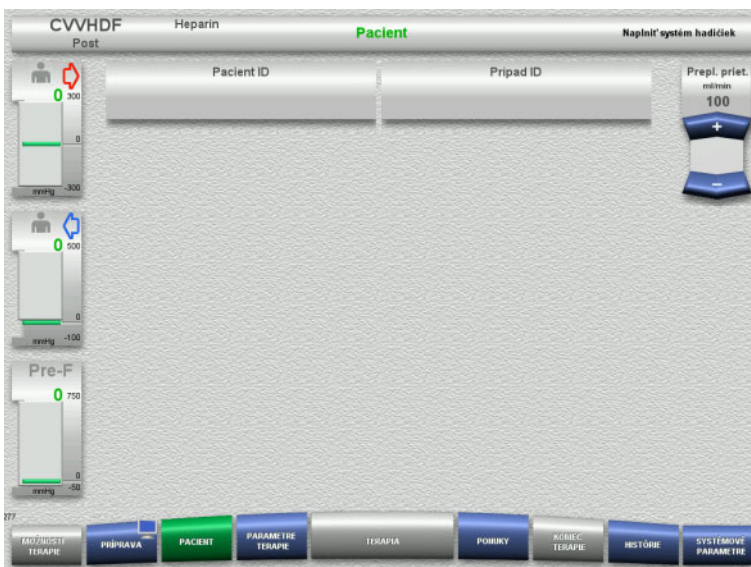 CVVHDF
Post
Heparin
Pacient
Naplniť systém hadičiek
0
300
0
-300
mmHg
Pacient ID
Prípad ID
Prepl. priet.
ml/min
100
+
−
0
500
0
-100
mmHg
Pre-F
0
750
0
-50
mmHg
277
MOŽNOSTI
TERAPIE
PRÍPRAVA
PACIENT
PARAMETRE
TERAPIE
TERAPIA
PONUKY
KONIEC
TERAPIE
HISTÓRIE
SYSTÉMOVÉ
PARAMETRE